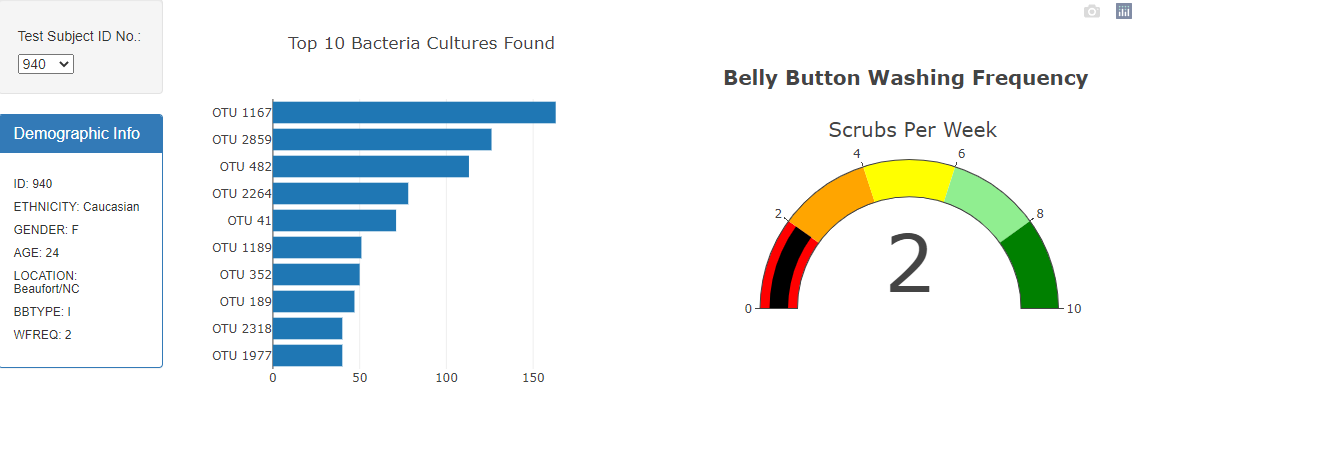 Test Subject ID No.:
940
Demographic Info
ID: 940
ETHNICITY: Caucasian
GENDER: F
AGE: 24
LOCATION:
Beaufort/NC
BBTYPE: I
WFREQ: 2
Top 10 Bacteria Cultures Found
OTU 1167
OTU 2859
OTU 482
OTU 2264
OTU 41
OTU 1189
OTU 352
OTU 189
OTU 2318
OTU 1977
0 50 100 150
Belly Button Washing Frequency
Scrubs Per Week
4 6
2 8
2
0 10